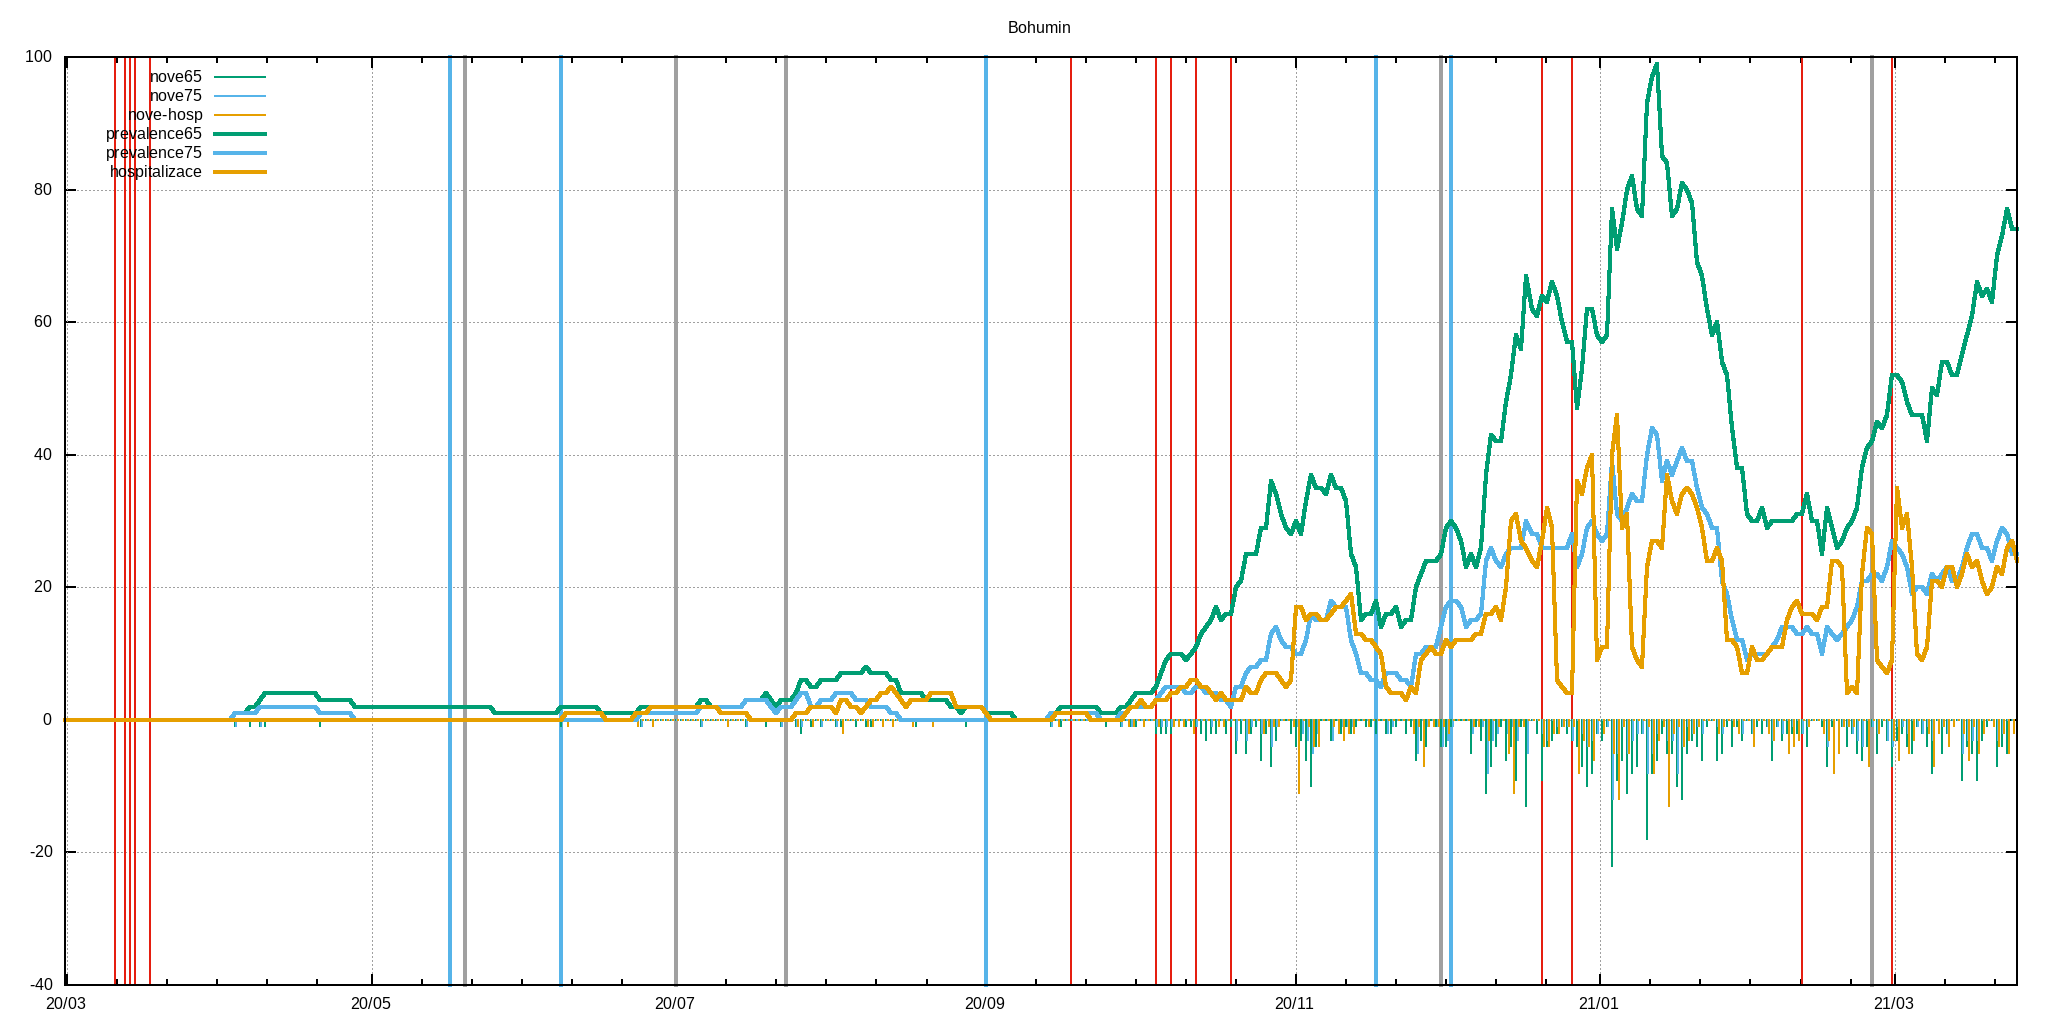 Bohumin
100
80
60
40
20
0
-20
-40
nove65
nove75
nove-hosp
prevalence65
prevalence75
hospitalizace
20/03 20/05 20/07 20/09 20/11 21/01 21/03